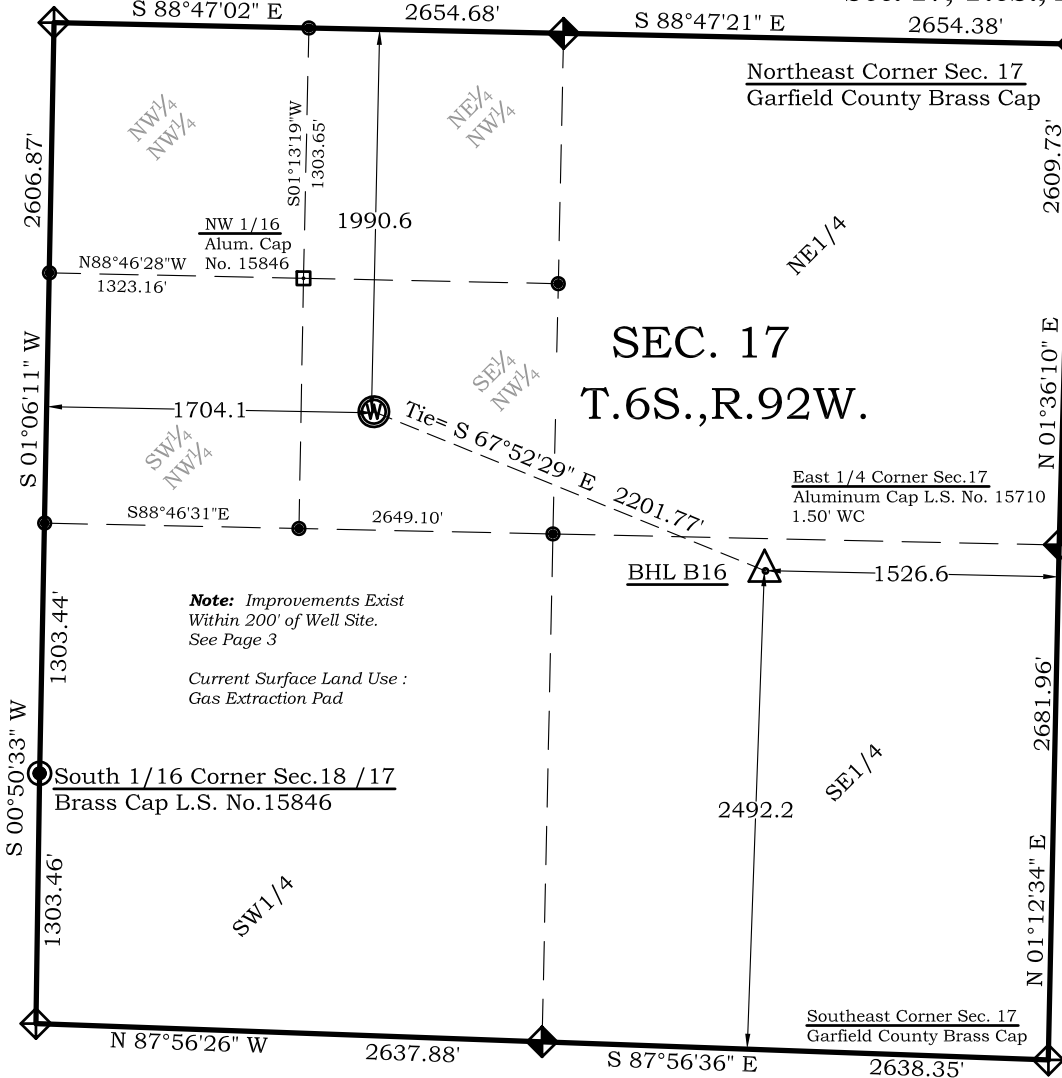 S 88°47'02" E
2654.68'
S 88°47'21" E
2654.38'
Northeast Corner Sec. 17
Garfield County Brass Cap
NW¼
NW¼
NE¼
NW¼
S01°13'19"W
1303.65'
2606.87'
2609.73'
1990.6
NE1/4
NW 1/16
Alum. Cap
No. 15846
N88°46'28"W
1323.16'
SEC. 17
T.6S.,R.92W.
SE¼
NW¼
S 01°06'11" W
N 01°36'10" E
1704.1
W
Tie= S 67°52'29" E 2201.77'
SW¼
NW¼
East 1/4 Corner Sec.17
Aluminum Cap L.S. No. 15710
1.50' WC
S88°46'31"E
2649.10'
BHL B16
1526.6
Note: Improvements Exist
Within 200' of Well Site.
See Page 3
Current Surface Land Use :
Gas Extraction Pad
1303.44'
2681.96'
S 00°50'33" W
South 1/16 Corner Sec.18 /17
Brass Cap L.S. No.15846
SE1/4
2492.2
1303.46'
SW1/4
N 01°12'34" E
Southeast Corner Sec. 17
Garfield County Brass Cap
N 87°56'26" W
2637.88'
S 87°56'36" E
2638.35'